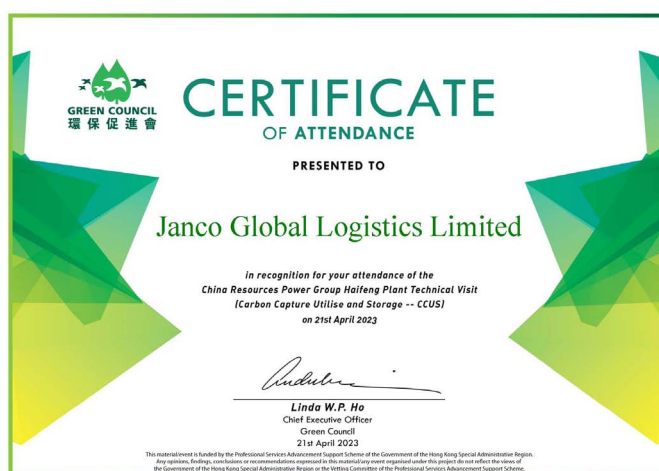 GREEN COUNCIL
環保促進會
CERTIFICATE
OF ATTENDANCE
PRESENTED TO
Janco Global Logistics Limited
in recognition for your attendance of the
China Resources Power Group Haifeng Plant Technical Visit
(Carbon Capture Utilise and Storage -- CCUS)
on 21st April 2023
Linda W.P. Ho
Chief Executive Officer
Green Council
21st April 2023
This material/event is funded by the Professional Services Advancement Support Scheme of the Government of the Hong Kong Special Administrative Region.
Any opinions, findings, conclusions or recommendations expressed in this material/any event organised under this project do not reflect the views of
the Government of the Hong Kong Special Administrative Region or the Vetting Committee of the Professional Services Advancement Support Scheme.